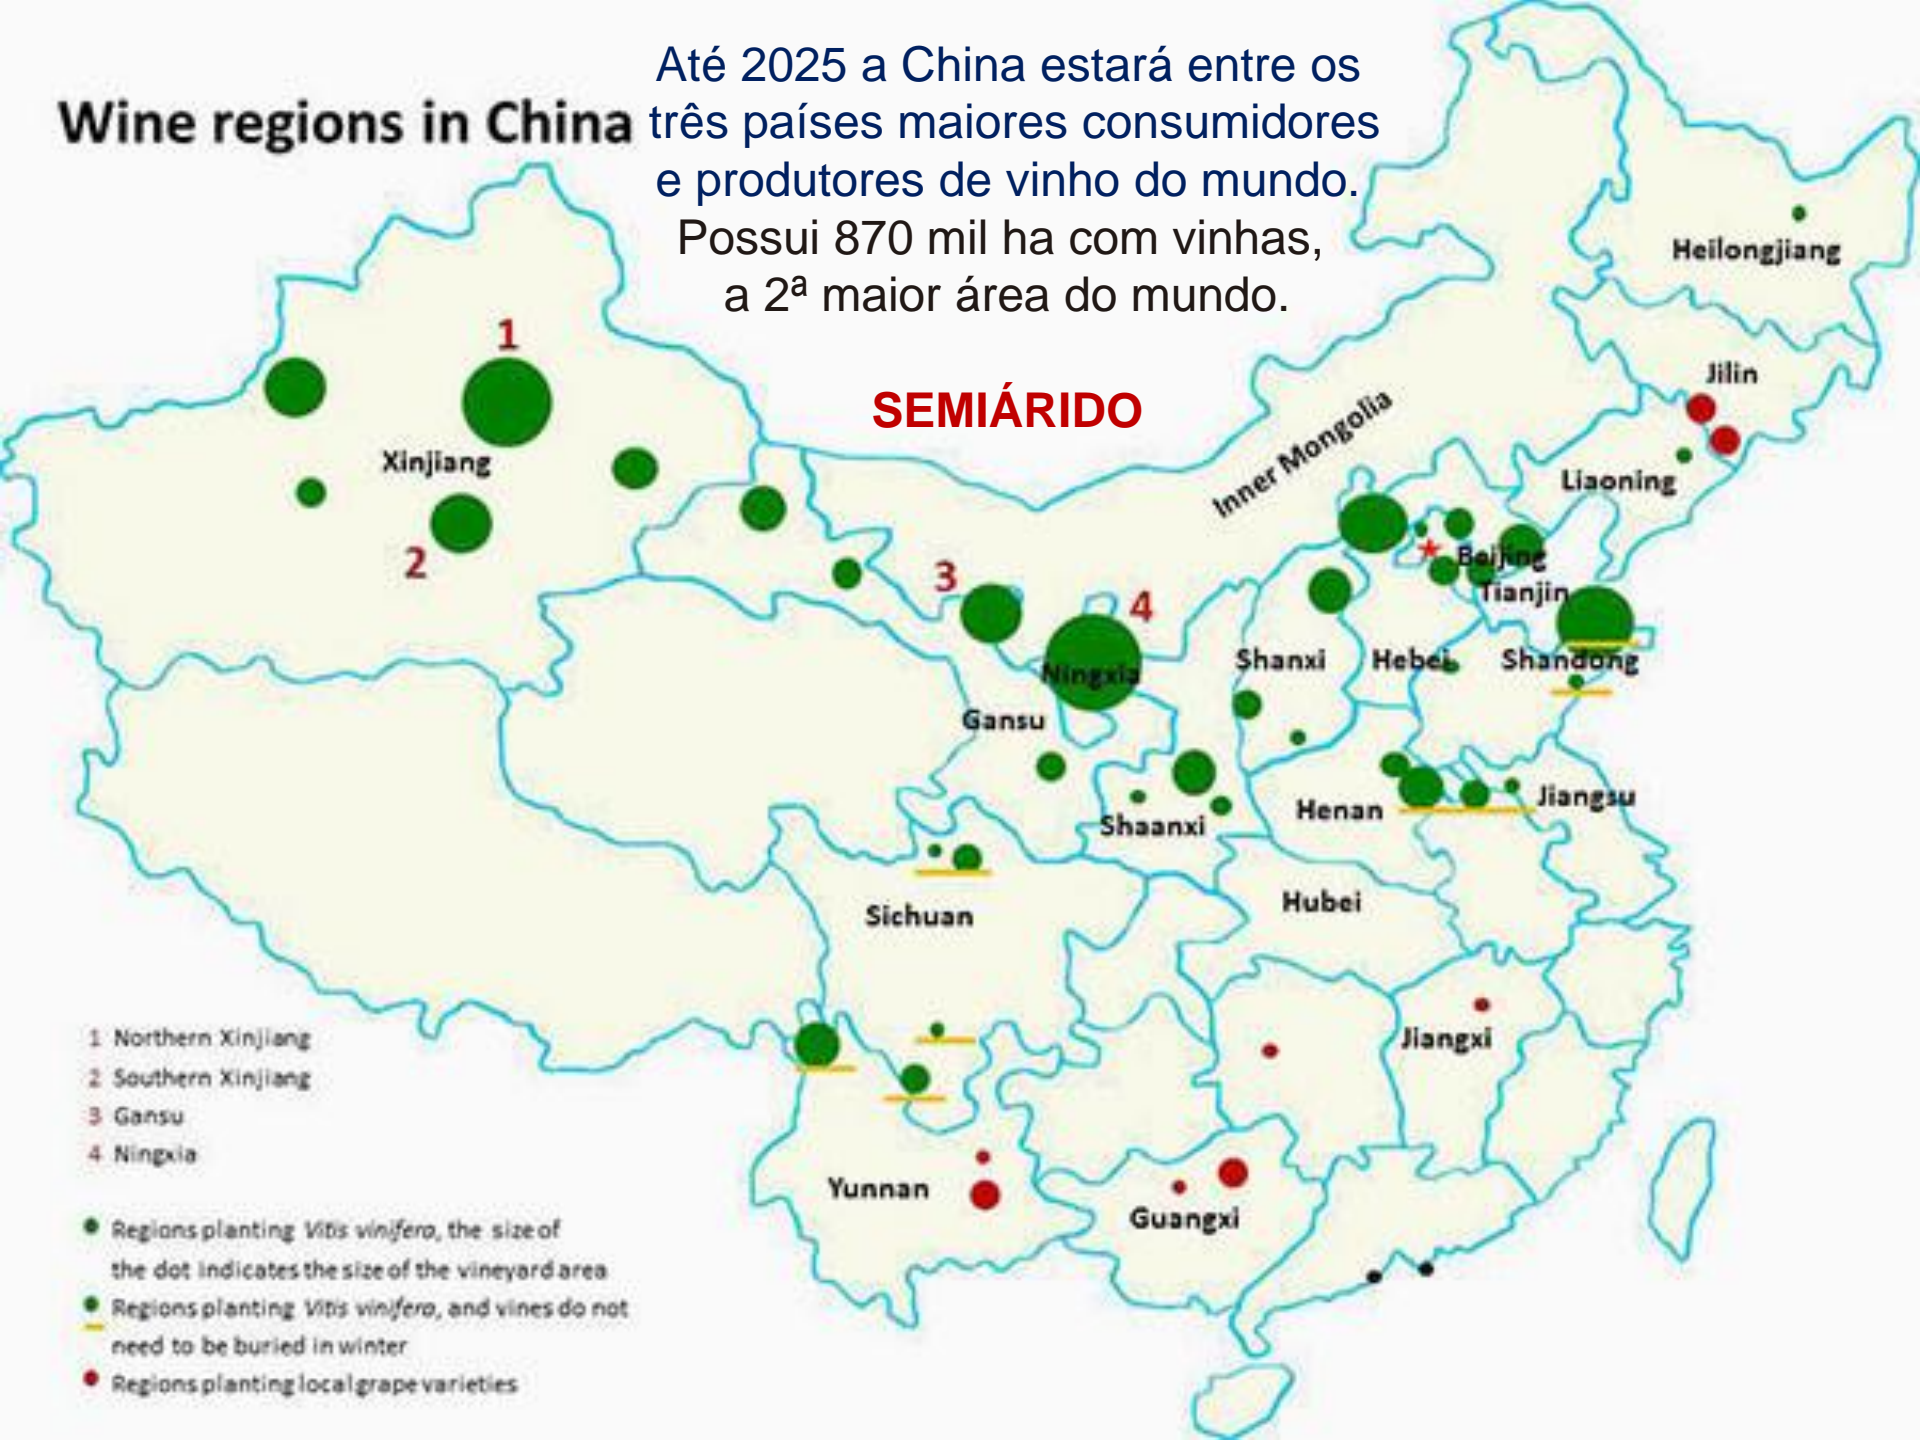 Wine regions in China
Até 2025 a China estará entre os
três países maiores consumidores
e produtores de vinho do mundo.
Possui 870 mil ha com vinhas,
a 2ª maior área do mundo.
SEMIÁRIDO
Heilongjiang
Jilin
Liaoning
Inner Mongolia
1
Xinjiang
2
3
4
Beijing
Tianjin
Ningxia
Shanxi
Hebei
Shandong
Gansu
Shaanxi
Henan
Jiangsu
Sichuan
Hubei
Jiangxi
Yunnan
Guangxi
1 Northern Xinjiang
2 Southern Xinjiang
3 Gansu
4 Ningxia
Regions planting Vitis vinifera, the size of
the dot indicates the size of the vineyard area
Regions planting Vitis vinifera, and vines do not
need to be buried in winter
Regions planting local grape varieties